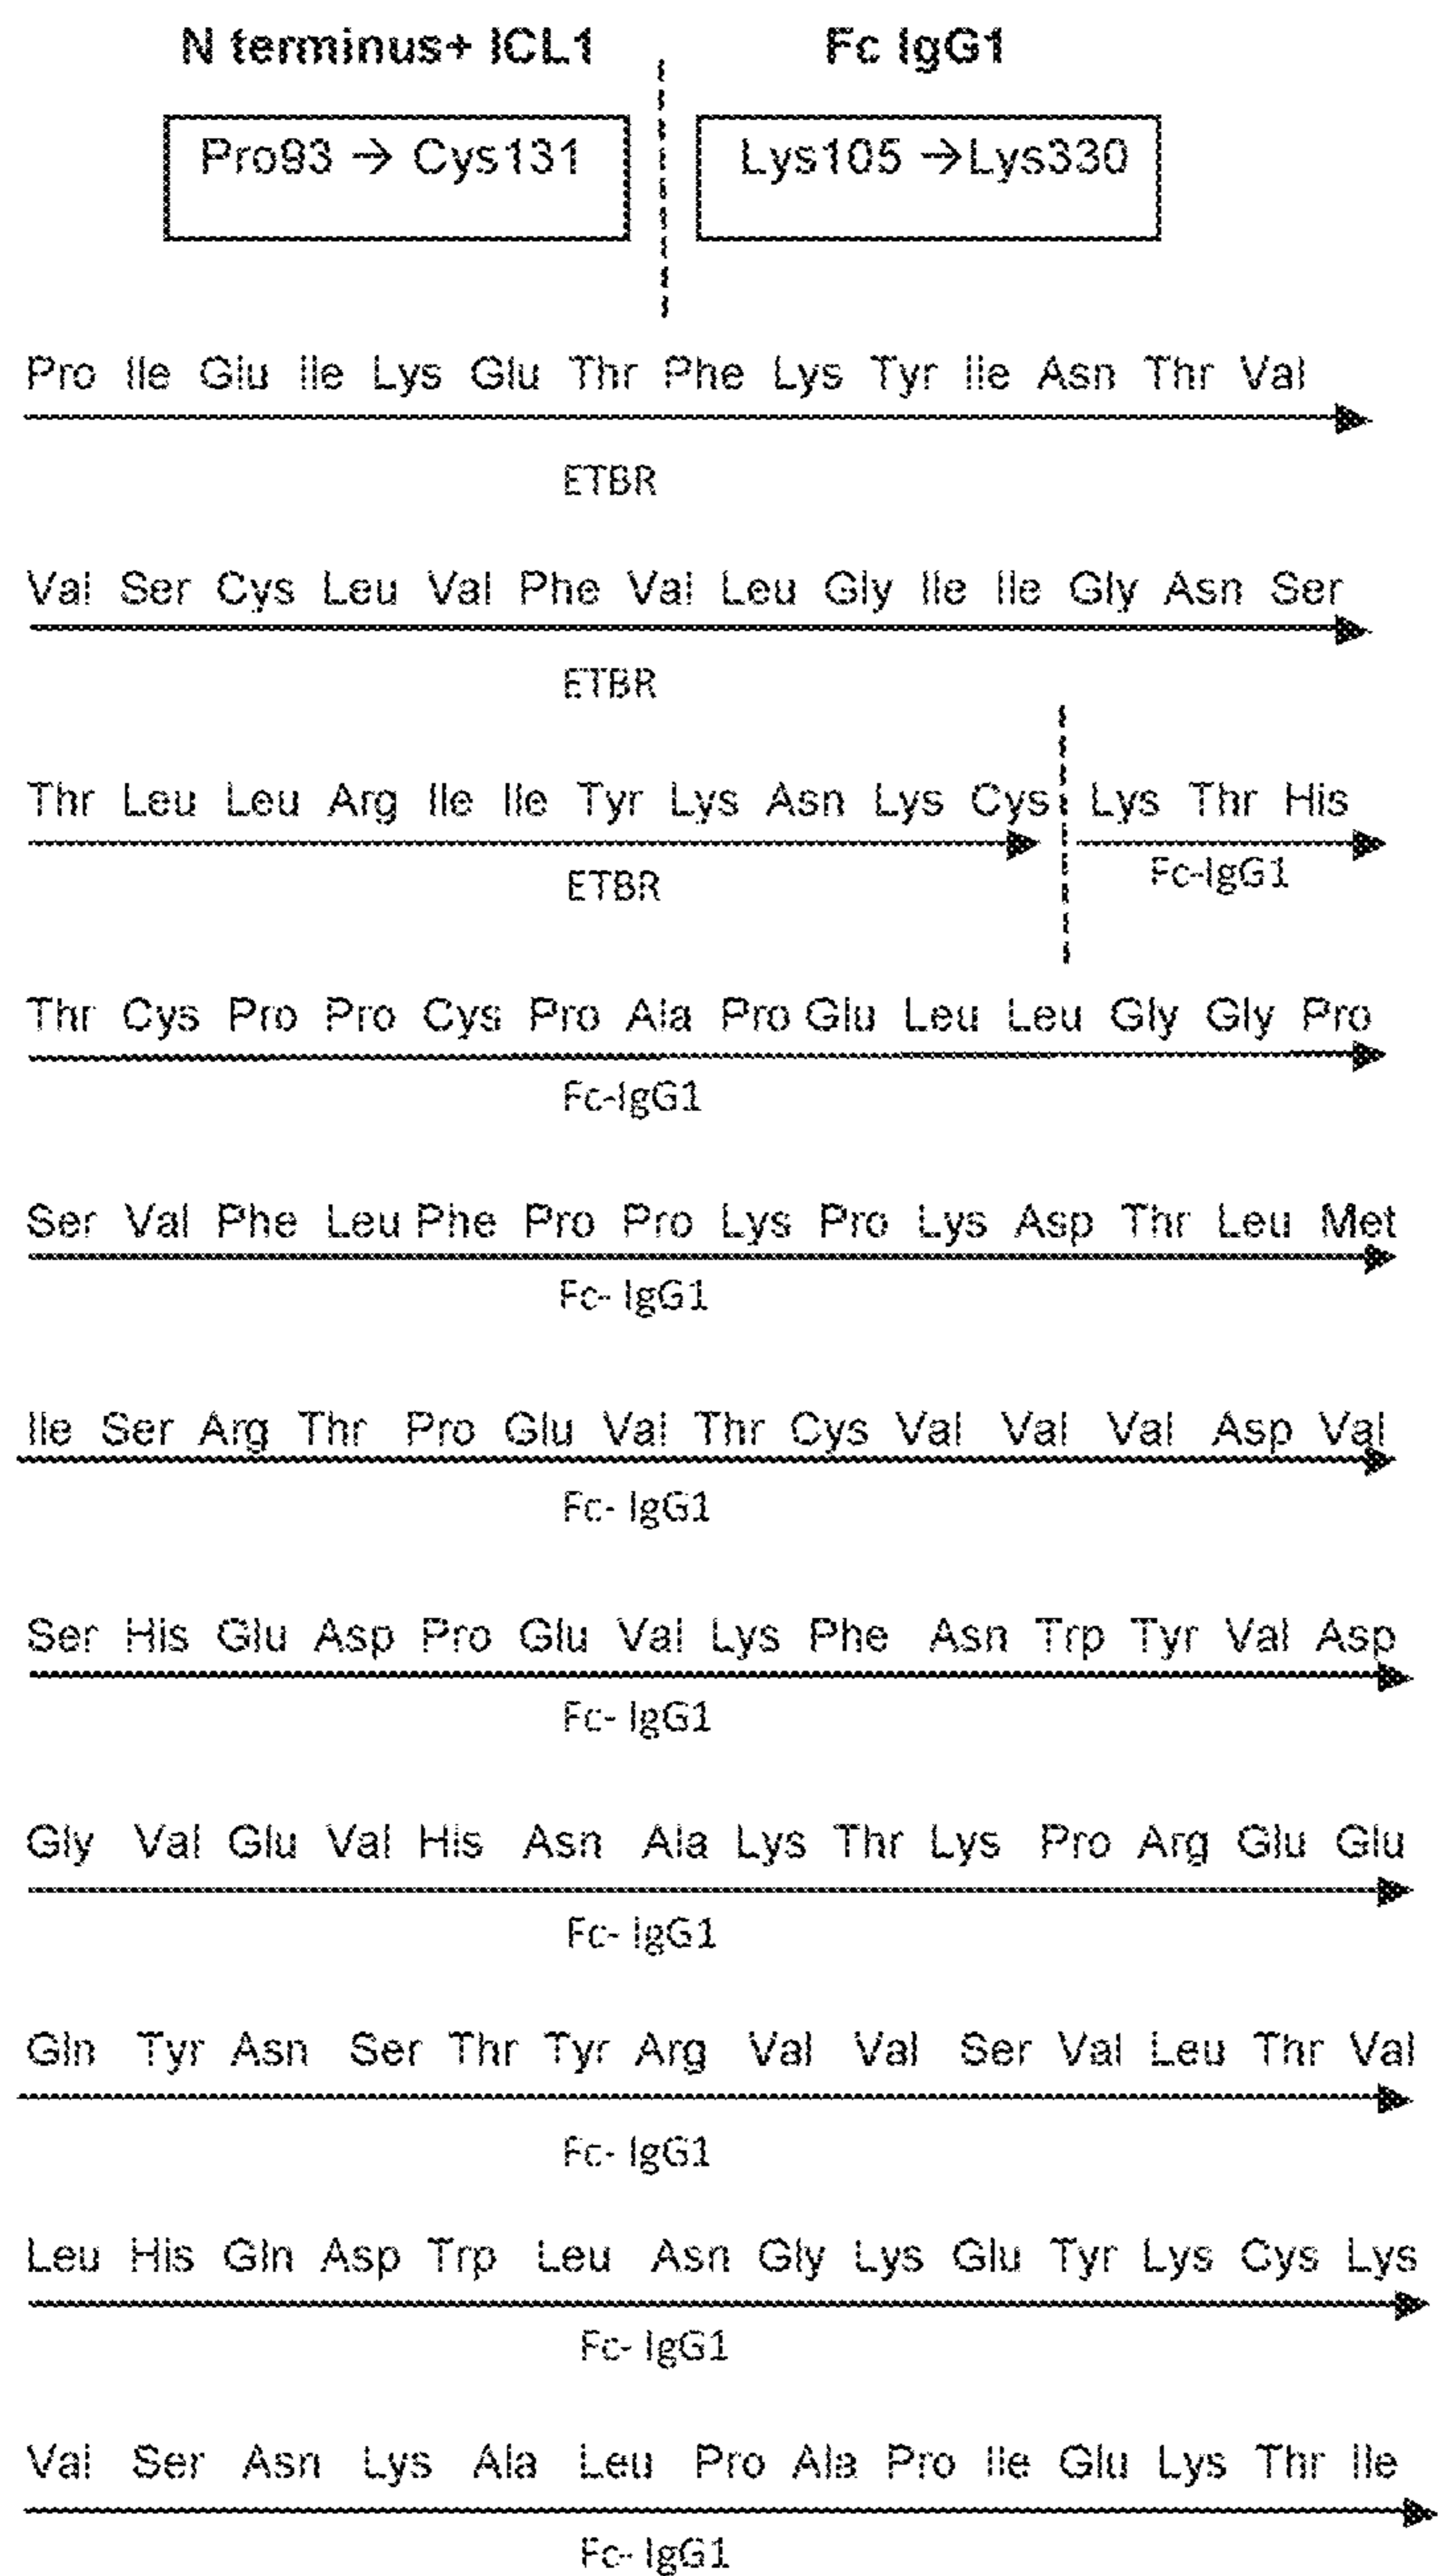 N terminus+ ICL1 Fc IgG1
Pro93 → Cys131 Lys105 →Lys330
Pro Ile Glu Ile Lys Glu Thr Phe Lys Tyr Ile Asn Thr Val
ETBR
Val Ser Cys Leu Val Phe Val Leu Gly Ile Ile Gly Asn Ser
ETBR
Thr Leu Leu Arg Ile Ile Tyr Lys Asn Lys Cys Lys Thr His
ETBR Fc-IgG1
Thr Cys Pro Pro Cys Pro Ala Pro Glu Leu Leu Gly Gly Pro
Fc-IgG1
Ser Val Phe Leu Phe Pro Pro Lys Pro Lys Asp Thr Leu Met
Fc- IgG1
Ile Ser Arg Thr Pro Glu Val Thr Cys Val Val Val Asp Val
Fc- IgG1
Ser His Glu Asp Pro Glu Val Lys Phe Asn Trp Tyr Val Asp
Fc- IgG1
Gly Val Glu Val His Asn Ala Lys Thr Lys Pro Arg Glu Glu
Fc- IgG1
Gln Tyr Asn Ser Thr Tyr Arg Val Val Ser Val Leu Thr Val
Fc- IgG1
Leu His Gln Asp Trp Leu Asn Gly Lys Glu Tyr Lys Cys Lys
Fc- IgG1
Val Ser Asn Lys Ala Leu Pro Ala Pro Ile Glu Lys Thr Ile
Fc- IgG1